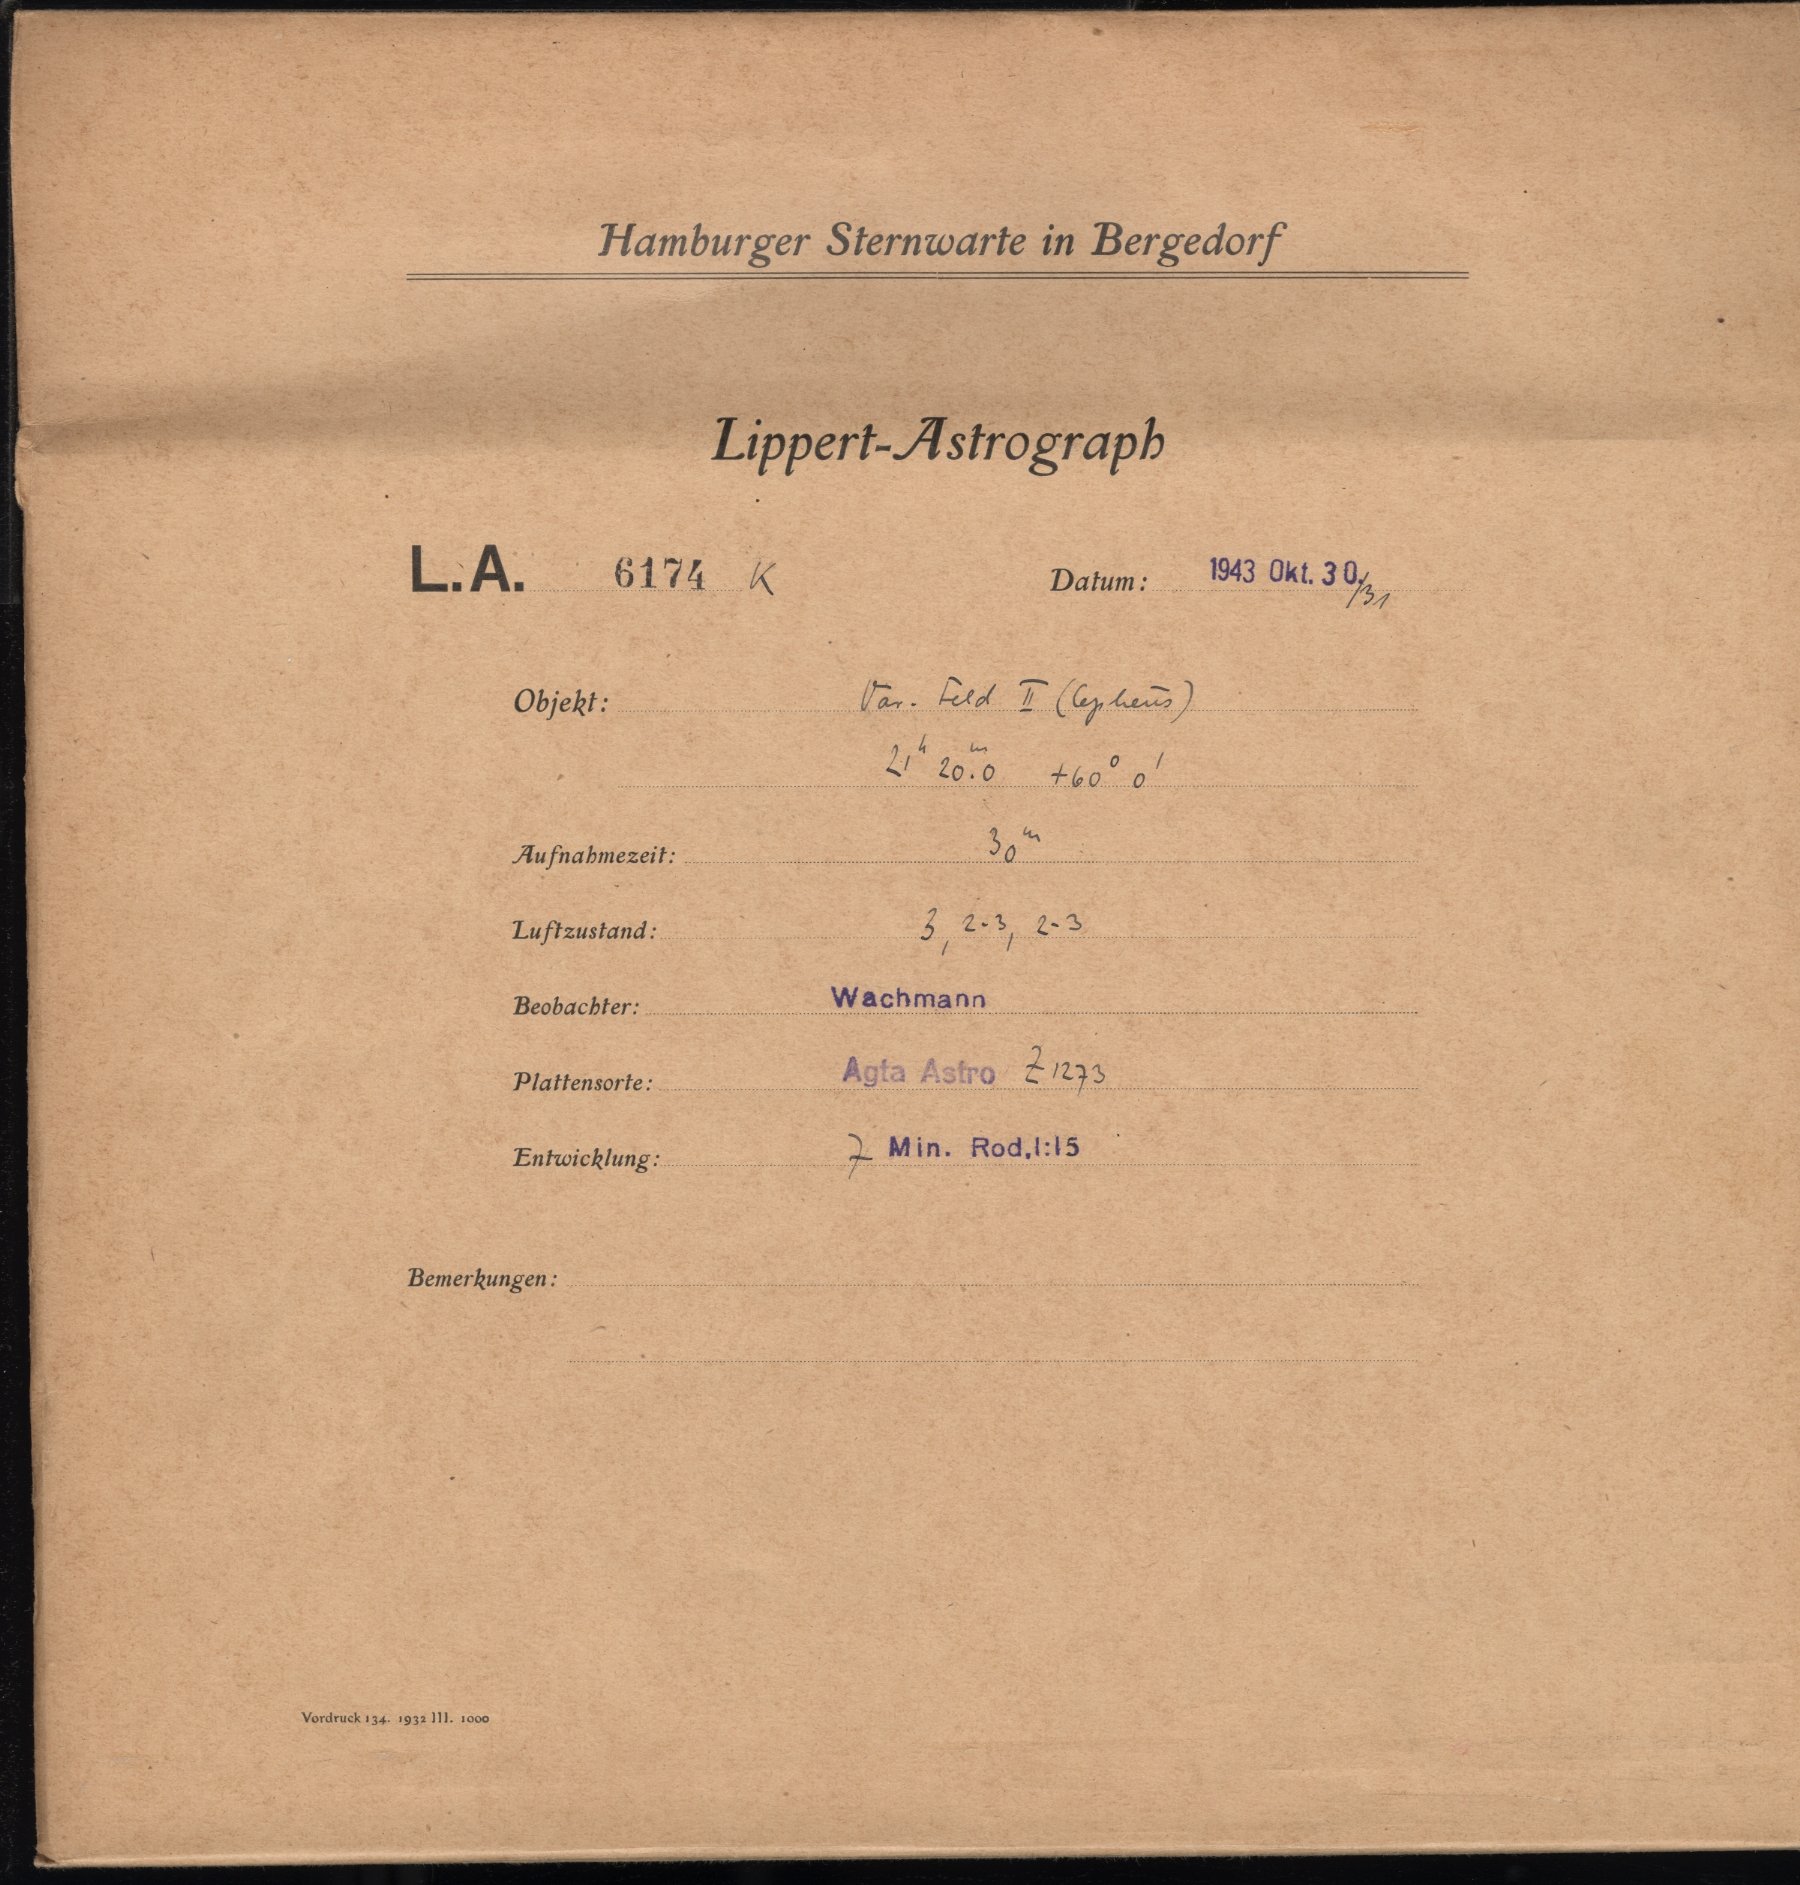 Hamburger Sternwarte in Bergedorf
Lippert-Astrograph
L.A. 6174 K Datum: 1943 Okt. 30./31
Objekt: Var. Feld II (Cepheus)
21h 20m.0 +60° 0'
Aufnahmezeit: 30m
Luftzustand: 3, 2-3, 2-3
Beobachter: Wachmann
Plattensorte: Agfa Astro Z 1273
Entwicklung: 7 Min. Rod. 1:15
Bemerkungen:
Vordruck 134. 1932 III. 1000